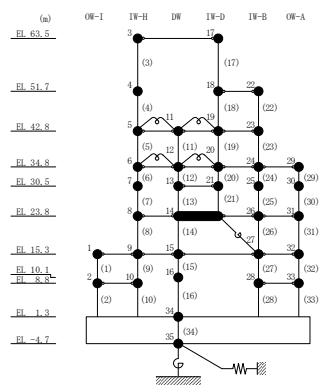 (m) OW-I IW-H DW IW-D IW-B OW-A
EL 63.5 3 17
(3) (17)
EL 51.7 4 18 22
(4) (18) (22)
11 19
EL 42.8 5 23
(5) (11) (19) (23)
12 20
EL 34.8 6 24 29
(6) (12) (20) (24) (29)
EL 30.5 7 13 21 25 30
(7) (13) (21) (25) (30)
EL 23.8 8 14 26 31
(8) (14) (26) (31)
27
EL 15.3 1 9 15 32
(1) (9) (15) (27) (32)
EL 10.1 16
EL 8.8 2 10 28 33
(2) (10) (16) (28) (33)
EL 1.3 34
(34)
EL -4.7 35